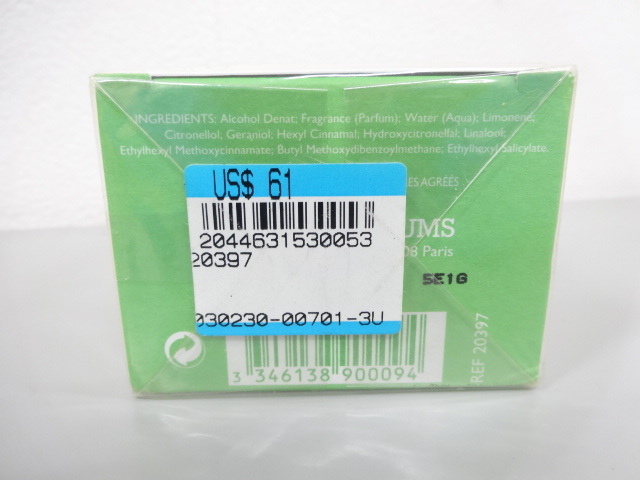 INGREDIENTS: Alcohol Denat; Fragrance (Parfum); Water (Aqua); Limonene;
Citronellol; Geraniol; Hexyl Cinnamal; Hydroxycitronellal; Linalool;
Ethylhexyl Methoxycinnamate; Butyl Methoxydibenzoylmethane; Ethylhexyl Salicylate.
AGRÉÉS
US$ 61
UMS
2044631530053
08 Paris
20397
5E1G
030230-00701-3U
REF 20397
3 346138 900094